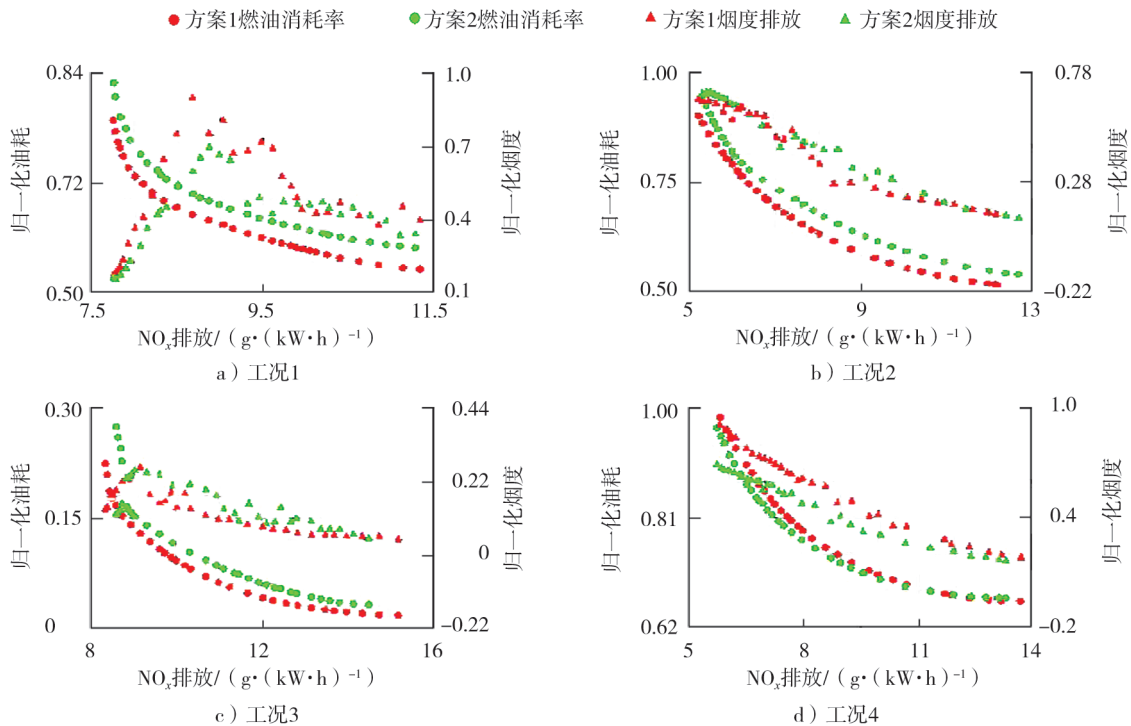 方案1燃油消耗率 方案2燃油消耗率 方案1烟度排放 方案2烟度排放
0.84 1.0
0.7
0.72
0.4
0.50 0.1
7.5 9.5 11.5
归一化油耗
归一化烟度
NOx排放/（g·（kW·h）−1）
a）工况1
1.00 0.78
0.75 0.28
0.50 −0.22
5 9 13
归一化油耗
归一化烟度
NOx排放/（g·（kW·h）−1）
b）工况2
0.30 0.44
0.22
0.15
0
0 −0.22
8 12 16
归一化油耗
归一化烟度
NOx排放/（g·（kW·h）−1）
c）工况3
1.00 1.0
0.81 0.4
0.62 −0.2
5 8 11 14
归一化油耗
归一化烟度
NOx排放/（g·（kW·h）−1）
d）工况4